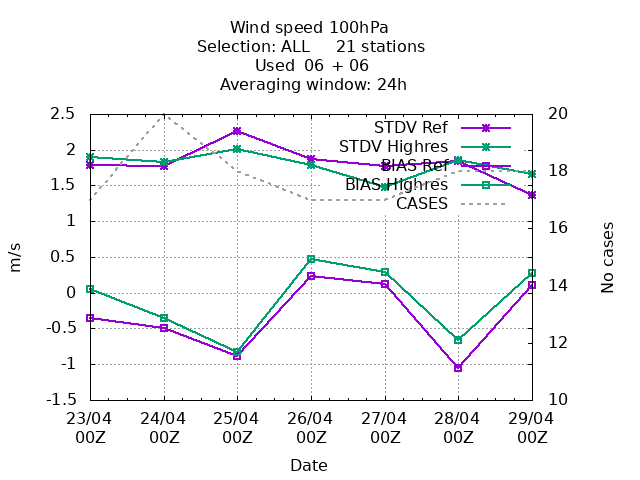 Wind speed 100hPa
Selection: ALL 21 stations
Used 06 + 06
Averaging window: 24h
2.5
2
1.5
1
0.5
0
-0.5
-1
-1.5
m/s
20
18
16
14
12
10
No cases
STDV Ref
STDV Highres
BIAS Ref
BIAS Highres
CASES
23/04 24/04 25/04 26/04 27/04 28/04 29/04
00Z 00Z 00Z 00Z 00Z 00Z 00Z
Date